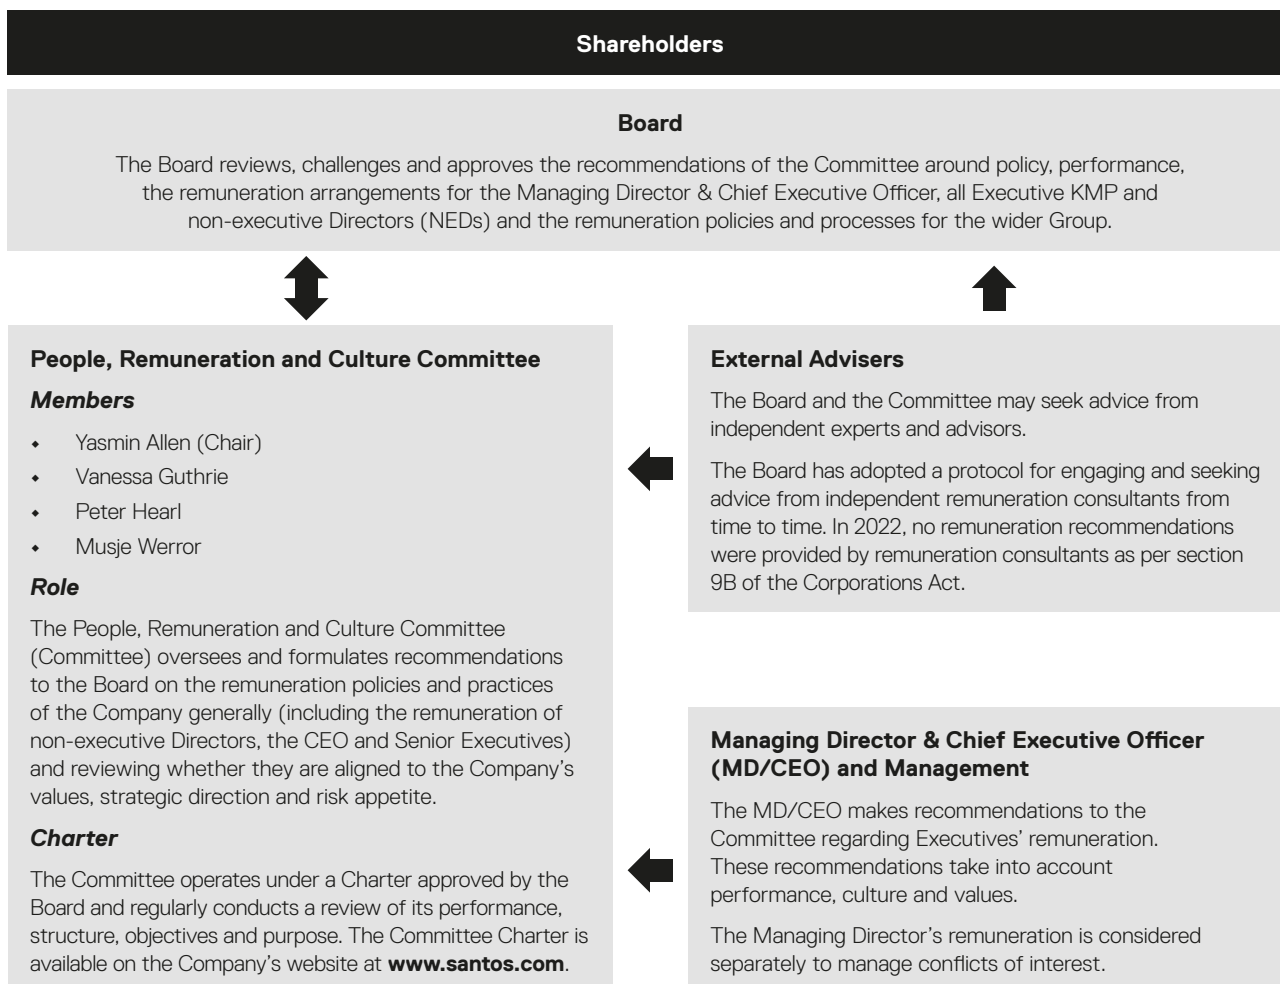 Shareholders
Board
The Board reviews, challenges and approves the recommendations of the Committee around policy, performance,
the remuneration arrangements for the Managing Director & Chief Executive Officer, all Executive KMP and
non-executive Directors (NEDs) and the remuneration policies and processes for the wider Group.
People, Remuneration and Culture Committee
Members
⬥ Yasmin Allen (Chair)
⬥ Vanessa Guthrie
⬥ Peter Hearl
⬥ Musje Werror
Role
The People, Remuneration and Culture Committee
(Committee) oversees and formulates recommendations
to the Board on the remuneration policies and practices
of the Company generally (including the remuneration of
non-executive Directors, the CEO and Senior Executives)
and reviewing whether they are aligned to the Company's
values, strategic direction and risk appetite.
Charter
The Committee operates under a Charter approved by the
Board and regularly conducts a review of its performance,
structure, objectives and purpose. The Committee Charter is
available on the Company's website at www.santos.com.
External Advisers
The Board and the Committee may seek advice from
independent experts and advisors.
The Board has adopted a protocol for engaging and seeking
advice from independent remuneration consultants from
time to time. In 2022, no remuneration recommendations
were provided by remuneration consultants as per section
9B of the Corporations Act.
Managing Director & Chief Executive Officer
(MD/CEO) and Management
The MD/CEO makes recommendations to the
Committee regarding Executives' remuneration.
These recommendations take into account
performance, culture and values.
The Managing Director's remuneration is considered
separately to manage conflicts of interest.